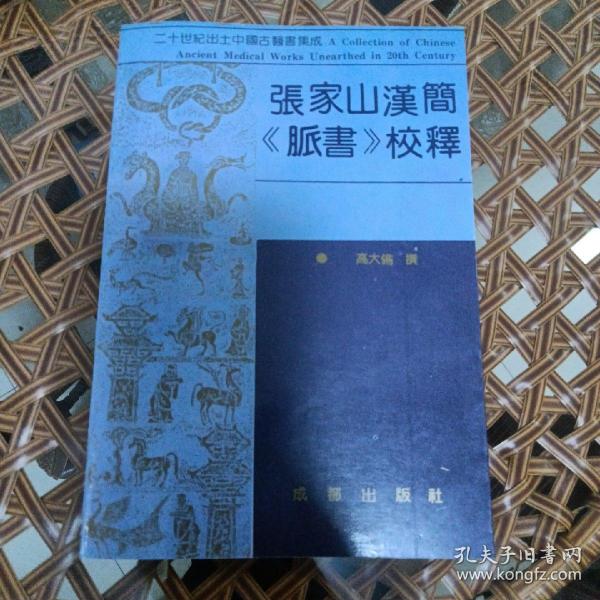 二十世紀出土中國古醫書集成 A Collection of Chinese
Ancient Medical Works Unearthed in 20th Century
張家山漢簡
《脈書》校釋
高大倫 撰
成都出版社
孔夫子旧书网
www.kongfz.com